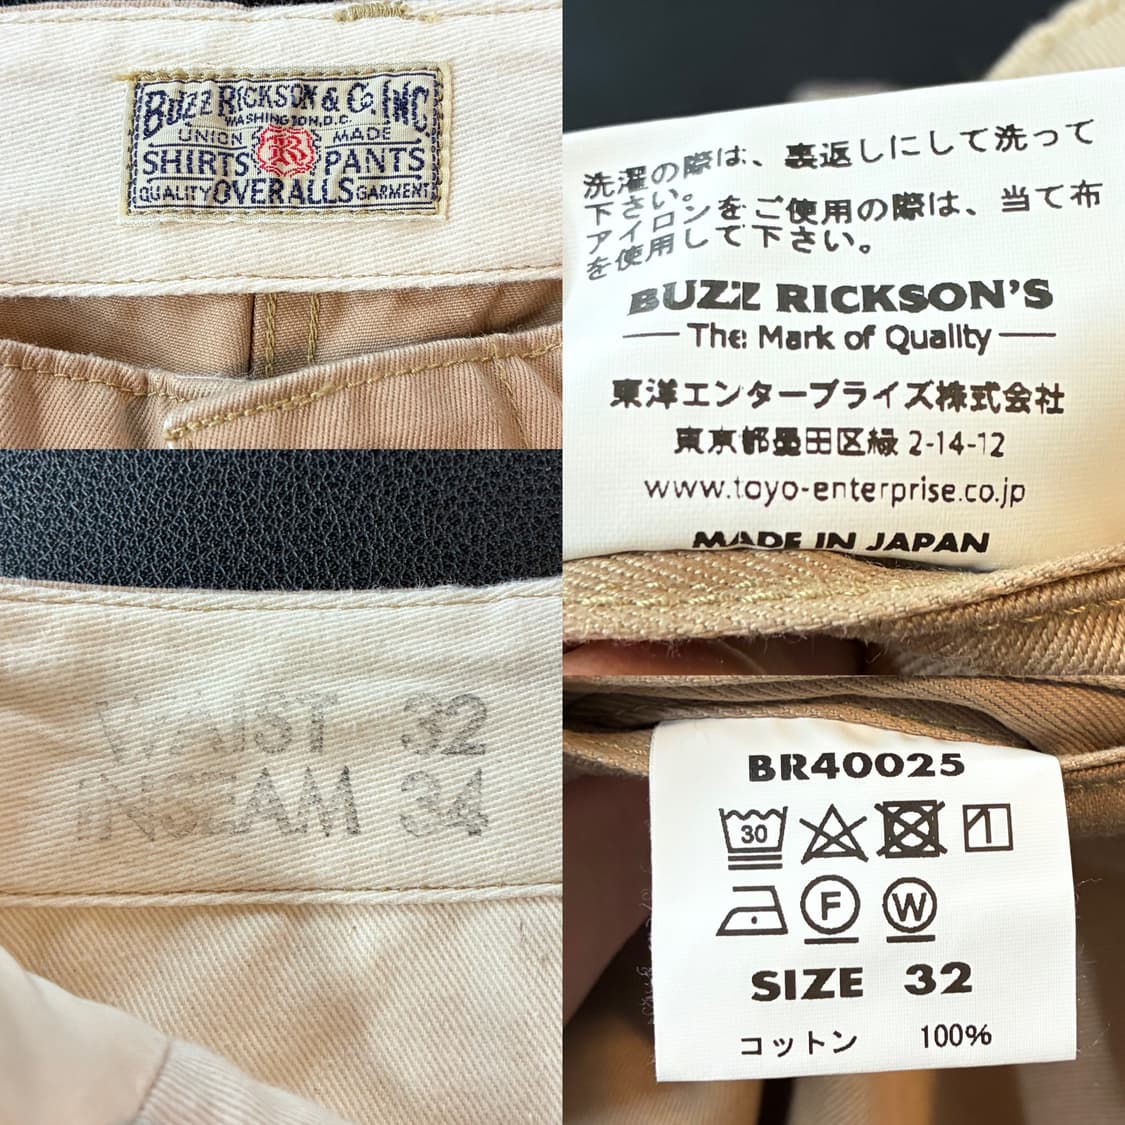 BUZZ RICKSON & Co. INC.
WASHINGTON, D.C.
UNION MADE
SHIRTS BR PANTS
QUALITY OVERALLS GARMENT
WAIST 32
INSEAM 34
洗濯の際は、裏返しにして洗って
下さい。
アイロンをご使用の際は、当て布
を使用して下さい。
BUZZ RICKSON'S
The Mark of Quality
東洋エンタープライズ株式会社
東京都墨田区緑 2-14-12
www.toyo-enterprise.co.jp
MADE IN JAPAN
BR40025
30
F W
SIZE 32
コットン 100%